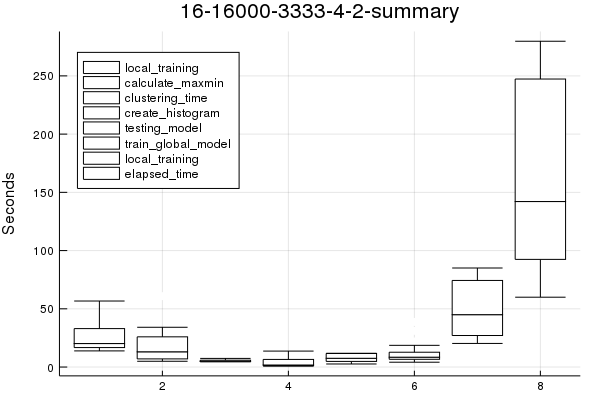 16-16000-3333-4-2-summary
250
200
150
100
50
0
Seconds
local_training
calculate_maxmin
clustering_time
create_histogram
testing_model
train_global_model
local_training
elapsed_time
2 4 6 8